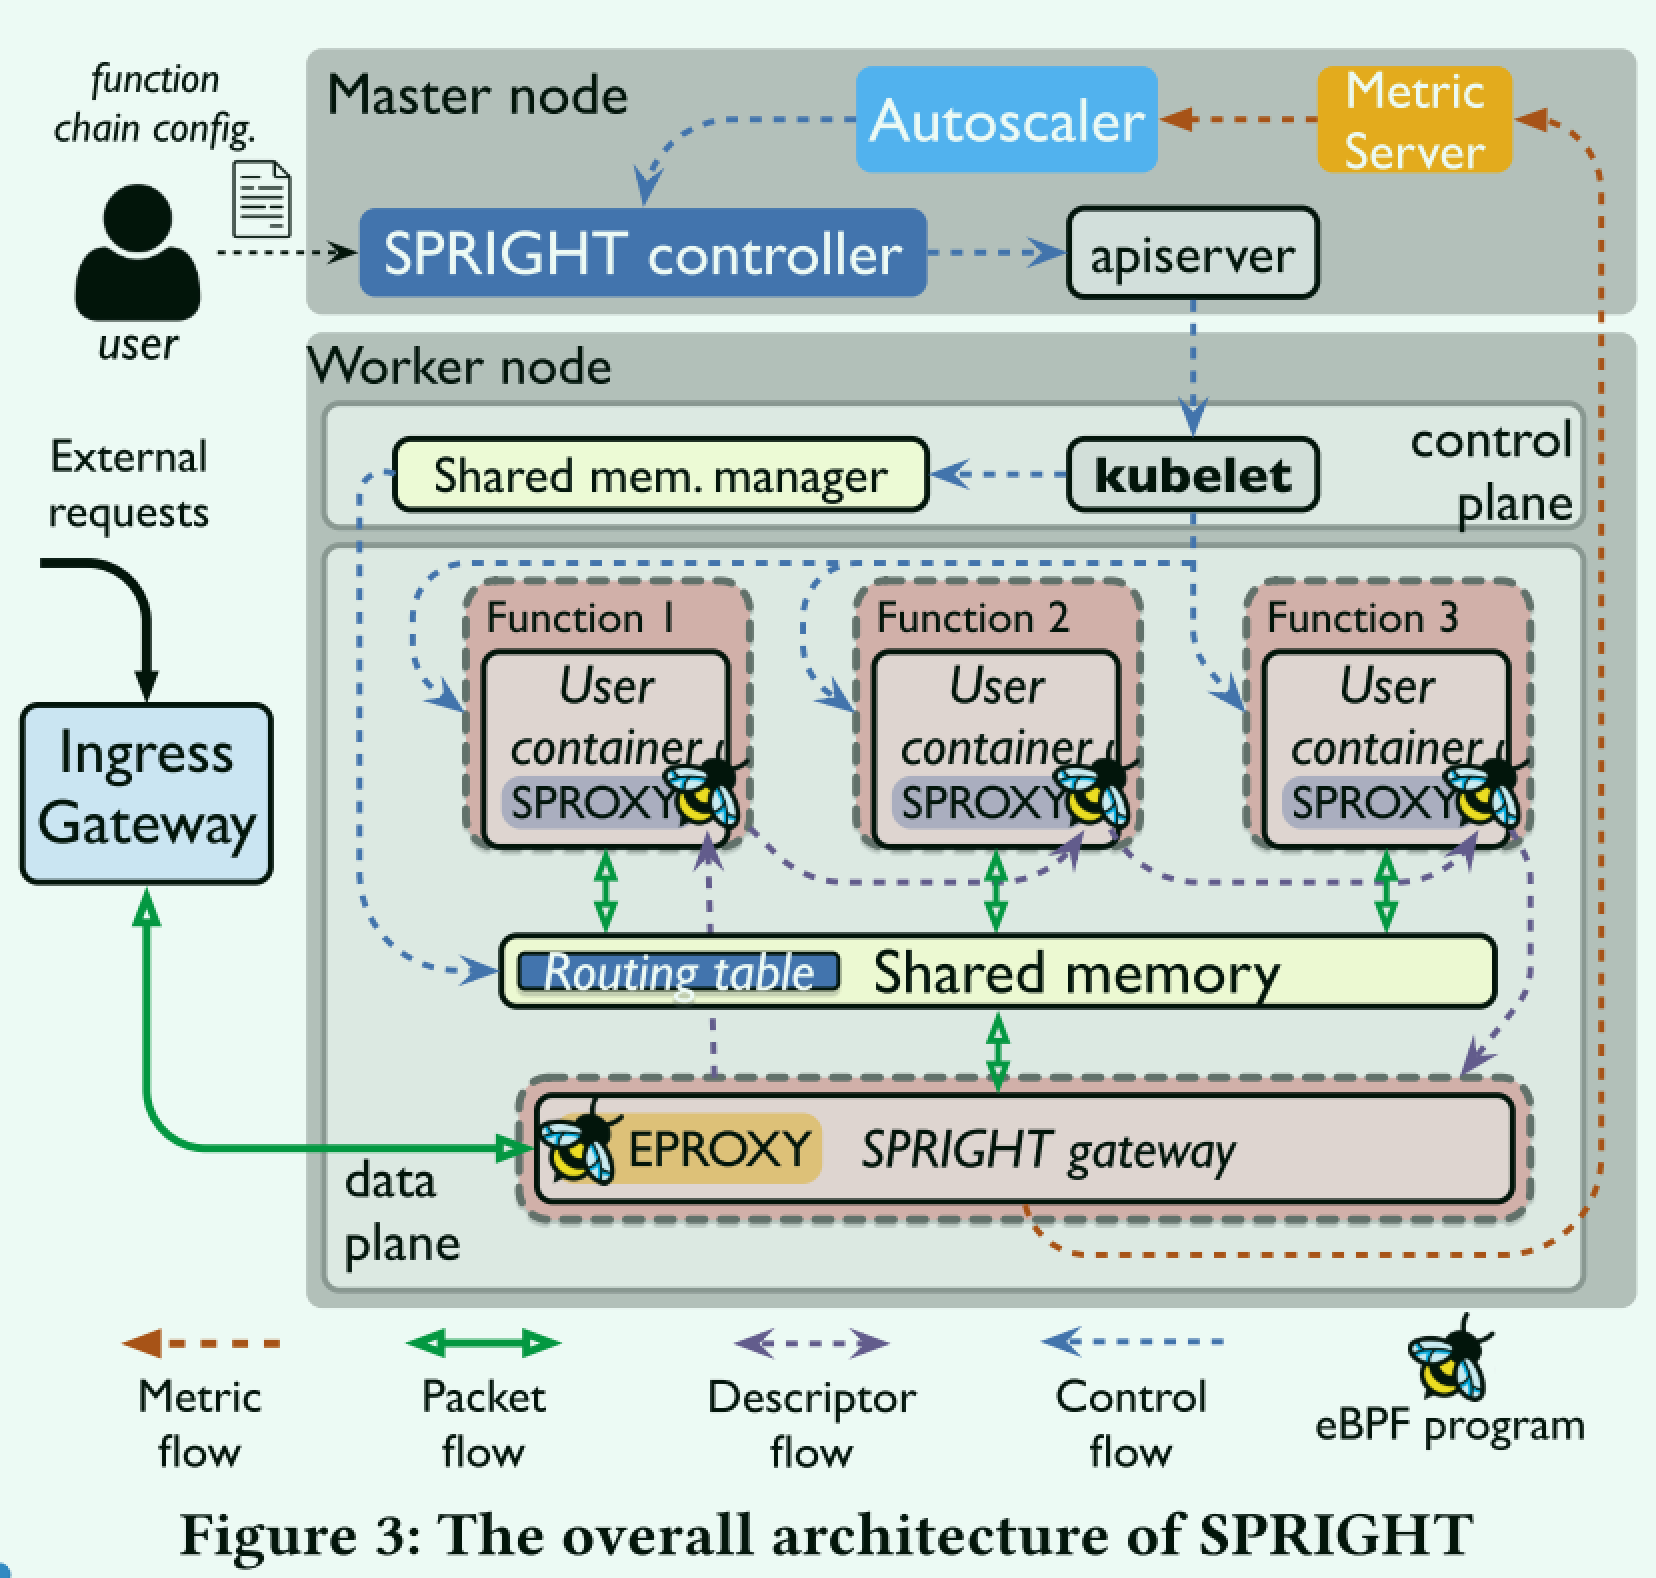 function
chain config.
user
Master node
Autoscaler
Metric
Server
SPRIGHT controller
apiserver
Worker node
Shared mem. manager
kubelet
control
plane
External
requests
Ingress
Gateway
Function 1
User
container
SPROXY
Function 2
User
container
SPROXY
Function 3
User
container
SPROXY
Routing table
Shared memory
EPROXY
SPRIGHT gateway
data
plane
Metric
flow
Packet
flow
Descriptor
flow
Control
flow
eBPF program
Figure 3: The overall architecture of SPRIGHT